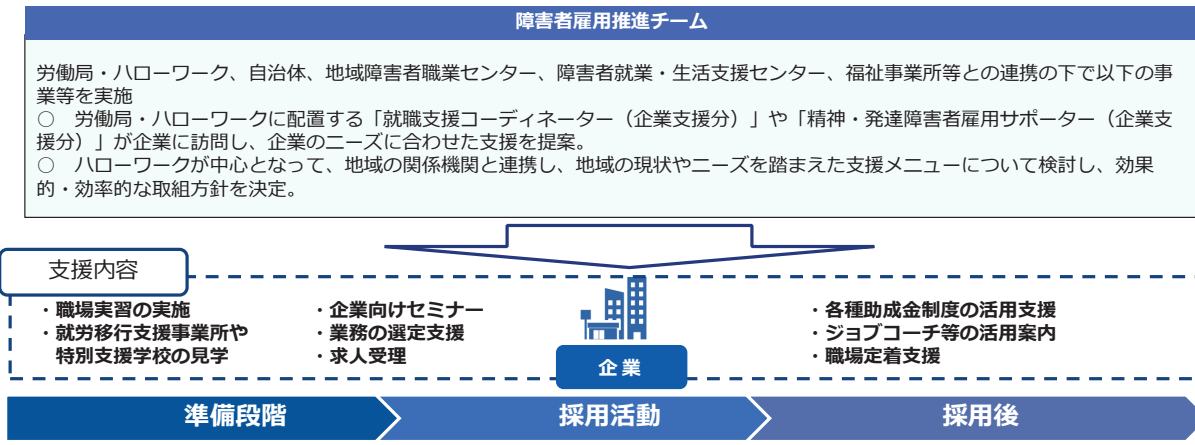 障害者雇用推進チーム
労働局・ハローワーク、自治体、地域障害者職業センター、障害者就業・生活支援センター、福祉事業所等との連携の下で以下の事
業等を実施
○　労働局・ハローワークに配置する「就職支援コーディネーター（企業支援分）」や「精神・発達障害者雇用サポーター（企業支
援分）」が企業に訪問し、企業のニーズに合わせた支援を提案。
○　ハローワークが中心となって、地域の関係機関と連携し、地域の現状やニーズを踏まえた支援メニューについて検討し、効果
的・効率的な取組方針を決定。
支援内容
・職場実習の実施
・就労移行支援事業所や
特別支援学校の見学
・企業向けセミナー
・業務の選定支援
・求人受理
企業
・各種助成金制度の活用支援
・ジョブコーチ等の活用案内
・職場定着支援
準備段階
採用活動
採用後